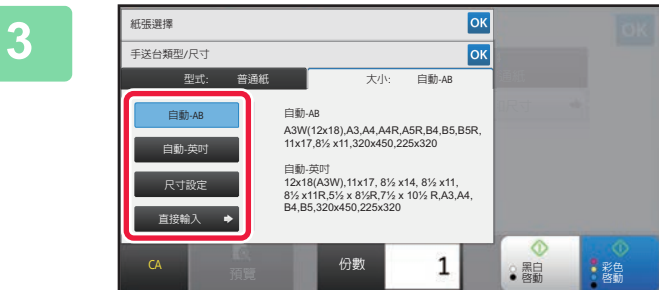 3
紙張選擇 OK
手送台類型/尺寸 OK
型式: 普通紙 大小: 自動-AB
自動-AB
自動-英吋
尺寸設定
直接輸入
自動-AB
A3W(12x18),A3,A4,A4R,A5R,B4,B5,B5R,
11x17,8½ x11,320x450,225x320
自動-英吋
12x18(A3W),11x17, 8½ x14, 8½ x11,
8½ x11R,5½ x 8½R,7½ x 10½ R,A3,A4,
B4,B5,320x450,225x320
OK
CA 預覽 份數 1
黑白
啓動
彩色
啓動